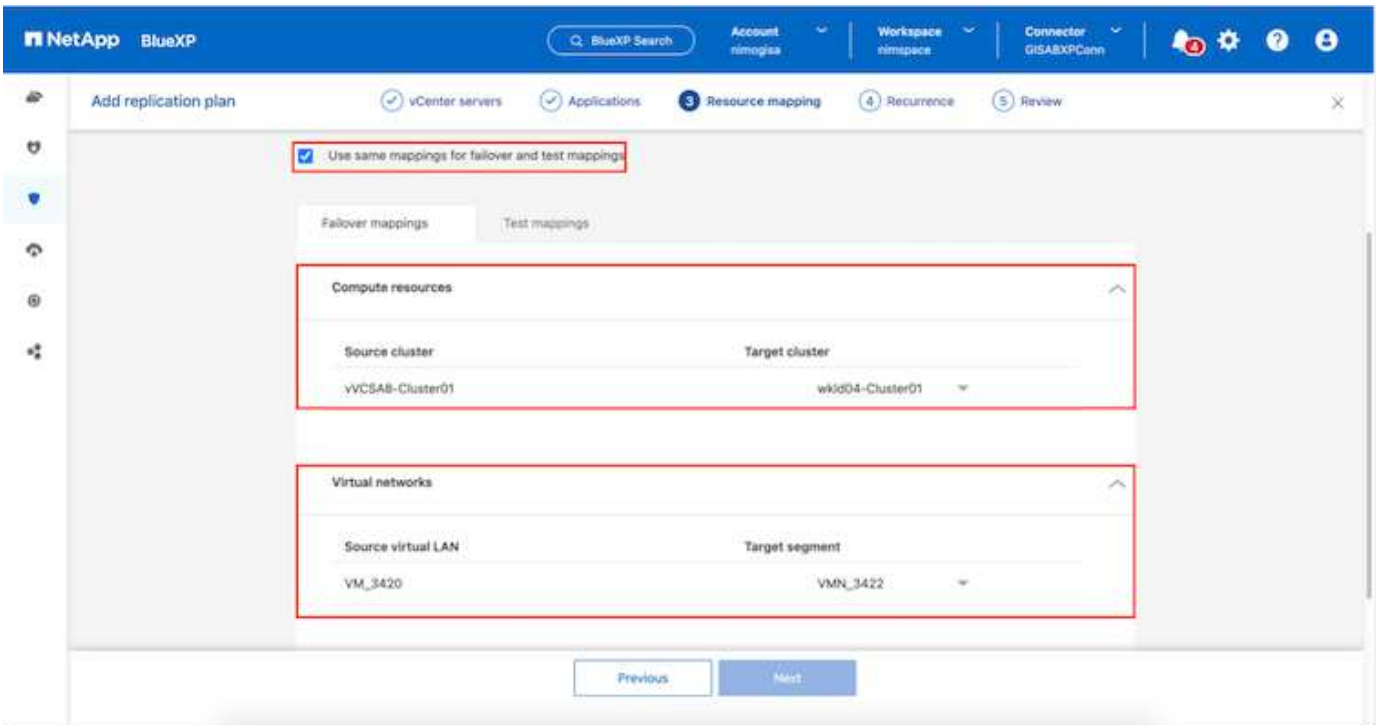 NetApp BlueXP
BlueXP Search
Account
nimogisa
Workspace
nimspace
Connector
GISABXPConn
4
Add replication plan
vCenter servers
Applications
3 Resource mapping
4 Recurrence
5 Review
Use same mappings for failover and test mappings
Failover mappings
Test mappings
Compute resources
Source cluster
Target cluster
vVCSA8-Cluster01
wkld04-Cluster01
Virtual networks
Source virtual LAN
Target segment
VM_3420
VMN_3422
Previous
Next